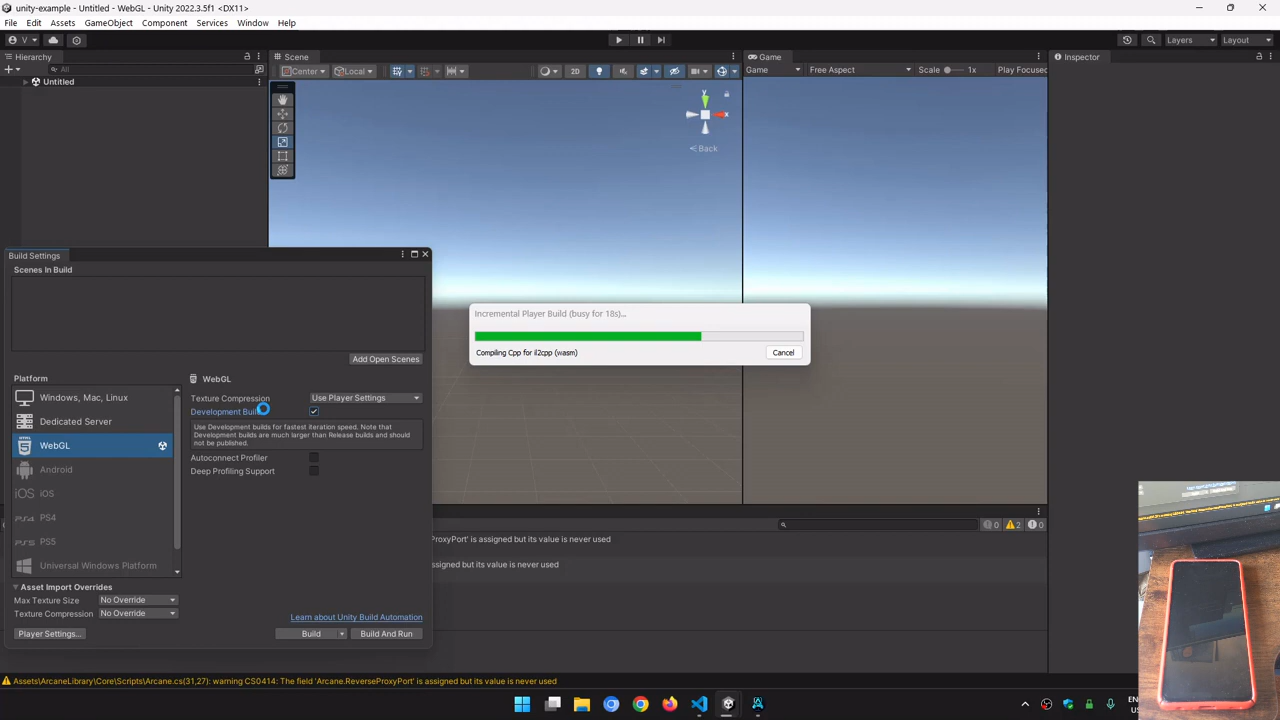 unity-example - Untitled - WebGL - Unity 2022.3.5f1 <DX11>
File Edit Assets GameObject Component Services Window Help
V
Layers
Layout
Hierarchy
Scene
Game
Inspector
All
Center
Local
2D
Game
Free Aspect
Scale
1x
Play Focused
Untitled
y
x
Back
Build Settings
Scenes In Build
Add Open Scenes
Incremental Player Build (busy for 18s)...
Compiling Cpp for il2cpp (wasm)
Cancel
Platform
Windows, Mac, Linux
Dedicated Server
WebGL
Android
iOS iOS
PS4
PS5
Universal Windows Platform
WebGL
Texture Compression
Use Player Settings
Development Build
Use Development builds for fastest iteration speed. Note that
Development builds are much larger than Release builds and should
not be published.
Autoconnect Profiler
Deep Profiling Support
Asset Import Overrides
Max Texture Size
No Override
Texture Compression
No Override
Learn about Unity Build Automation
Player Settings...
Build
Build And Run
0
2
0
ProxyPort' is assigned but its value is never used
ssigned but its value is never used
Assets\ArcaneLibrary\Core\Scripts\Arcane.cs(31,27): warning CS0414: The field 'Arcane.ReverseProxyPort' is assigned but its value is never used